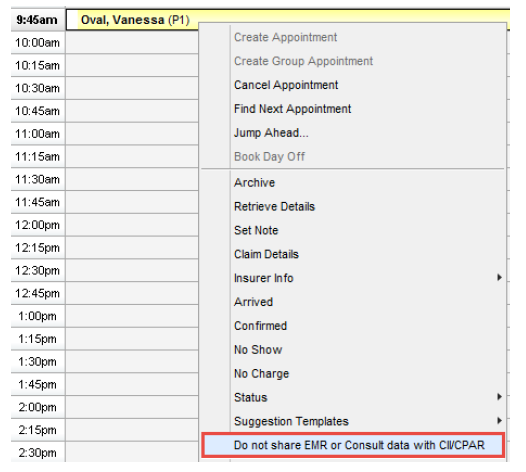 9:45am Oval, Vanessa (P1)
10:00am
10:15am
10:30am
10:45am
11:00am
11:15am
11:30am
11:45am
12:00pm
12:15pm
12:30pm
12:45pm
1:00pm
1:15pm
1:30pm
1:45pm
2:00pm
2:15pm
2:30pm
Create Appointment
Create Group Appointment
Cancel Appointment
Find Next Appointment
Jump Ahead...
Book Day Off
Archive
Retrieve Details
Set Note
Claim Details
Insurer Info
Arrived
Confirmed
No Show
No Charge
Status
Suggestion Templates
Do not share EMR or Consult data with CII/CPAR